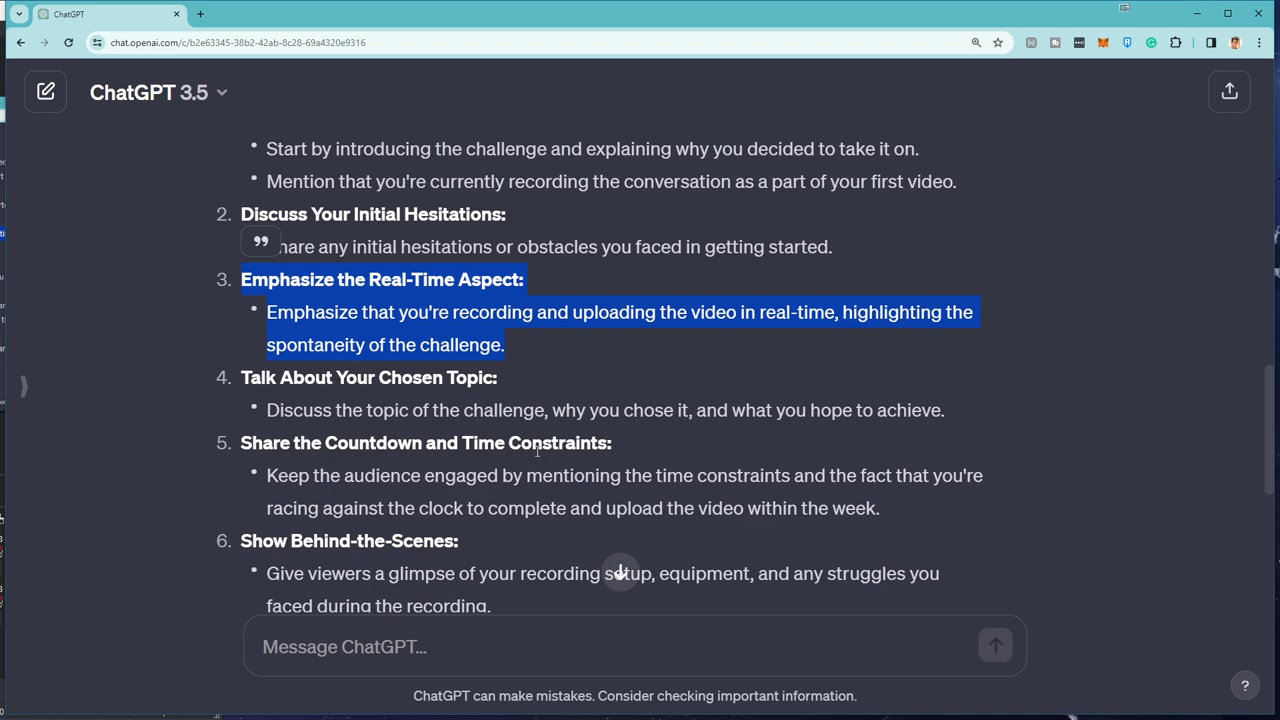 ChatGPT
chat.openai.com/c/b2e63345-38b2-42ab-8c28-69a4320e9316
ChatGPT 3.5
• Start by introducing the challenge and explaining why you decided to take it on.
• Mention that you're currently recording the conversation as a part of your first video.
2. Discuss Your Initial Hesitations:
hare any initial hesitations or obstacles you faced in getting started.
3. Emphasize the Real-Time Aspect:
• Emphasize that you're recording and uploading the video in real-time, highlighting the
spontaneity of the challenge.
4. Talk About Your Chosen Topic:
• Discuss the topic of the challenge, why you chose it, and what you hope to achieve.
5. Share the Countdown and Time Constraints:
• Keep the audience engaged by mentioning the time constraints and the fact that you're
racing against the clock to complete and upload the video within the week.
6. Show Behind-the-Scenes:
• Give viewers a glimpse of your recording setup, equipment, and any struggles you
faced during the recording.
Message ChatGPT...
ChatGPT can make mistakes. Consider checking important information.
?